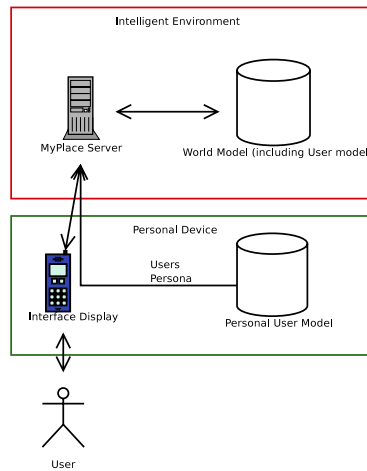 Intelligent Environment
MyPlace Server
World Model (including User model
Personal Device
Users
Persona
Interface Display
Personal User Model
User